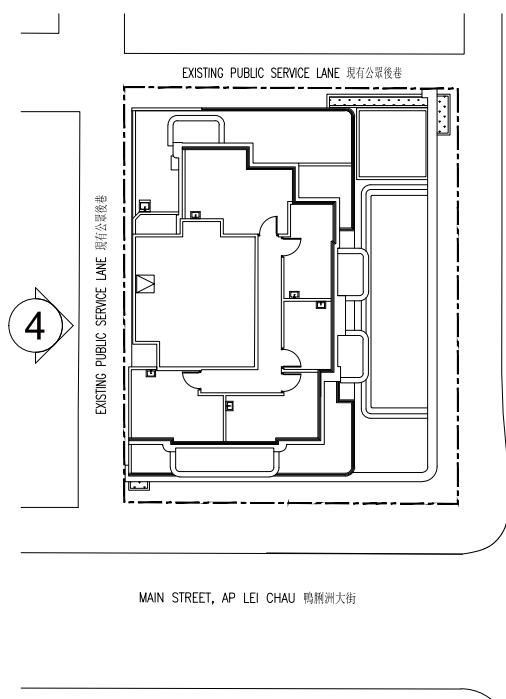 EXISTING PUBLIC SERVICE LANE 現有公眾後巷
EXISTING PUBLIC SERVICE LANE 現有公眾後巷
4
MAIN STREET, AP LEI CHAU 鴨脷洲大街